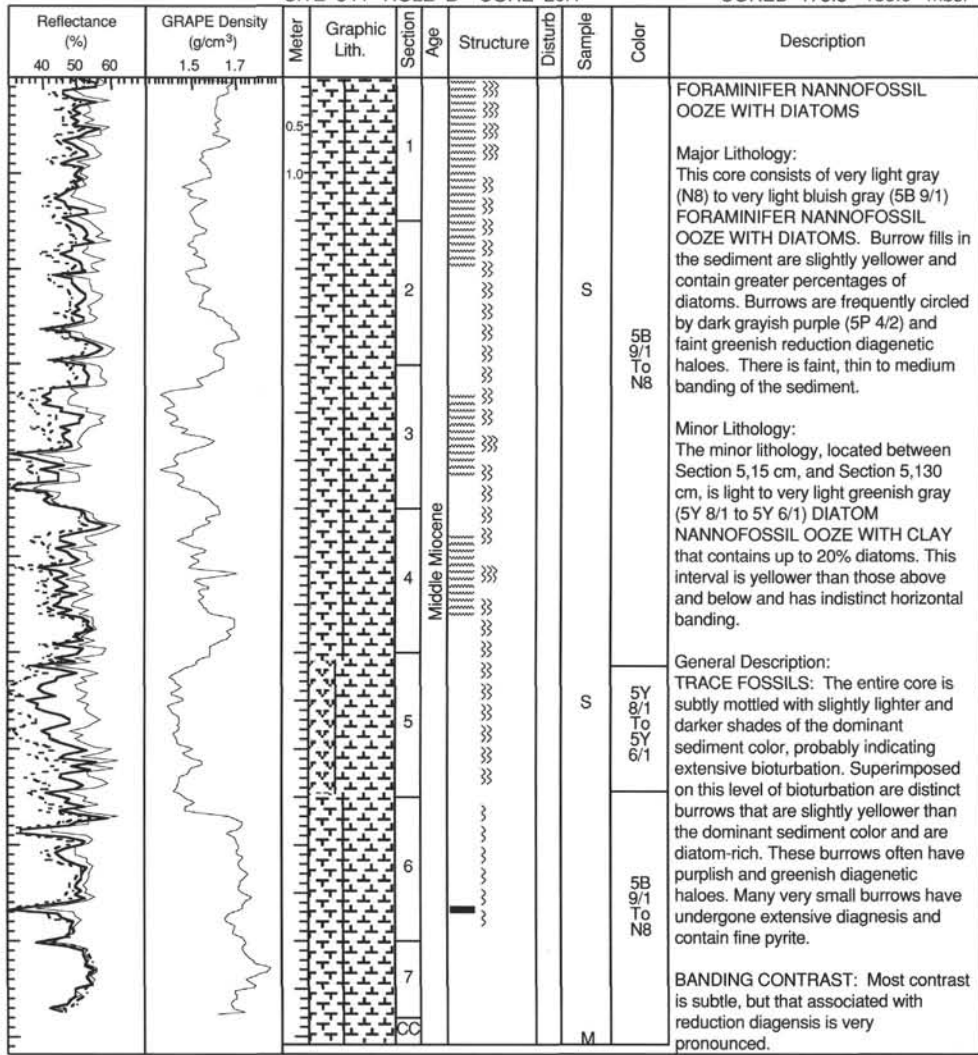 Reflectance
(%)
40 50 60
GRAPE Density
(g/cm³)
1.5 1.7
Meter
Graphic
Lith.
Section
Age
Structure
Disturb
Sample
Color
Description
0.5
1.0
1
2
3
4
5
6
7
CC
Middle Miocene
S
S
M
5B
9/1
To
N8
5Y
8/1
To
5Y
6/1
5B
9/1
To
N8
FORAMINIFER NANNOFOSSIL
OOZE WITH DIATOMS
Major Lithology:
This core consists of very light gray
(N8) to very light bluish gray (5B 9/1)
FORAMINIFER NANNOFOSSIL
OOZE WITH DIATOMS. Burrow fills in
the sediment are slightly yellower and
contain greater percentages of
diatoms. Burrows are frequently circled
by dark grayish purple (5P 4/2) and
faint greenish reduction diagenetic
haloes. There is faint, thin to medium
banding of the sediment.
Minor Lithology:
The minor lithology, located between
Section 5,15 cm, and Section 5,130
cm, is light to very light greenish gray
(5Y 8/1 to 5Y 6/1) DIATOM
NANNOFOSSIL OOZE WITH CLAY
that contains up to 20% diatoms. This
interval is yellower than those above
and below and has indistinct horizontal
banding.
General Description:
TRACE FOSSILS: The entire core is
subtly mottled with slightly lighter and
darker shades of the dominant
sediment color, probably indicating
extensive bioturbation. Superimposed
on this level of bioturbation are distinct
burrows that are slightly yellower than
the dominant sediment color and are
diatom-rich. These burrows often have
purplish and greenish diagenetic
haloes. Many very small burrows have
undergone extensive diagnesis and
contain fine pyrite.
BANDING CONTRAST: Most contrast
is subtle, but that associated with
reduction diagensis is very
pronounced.